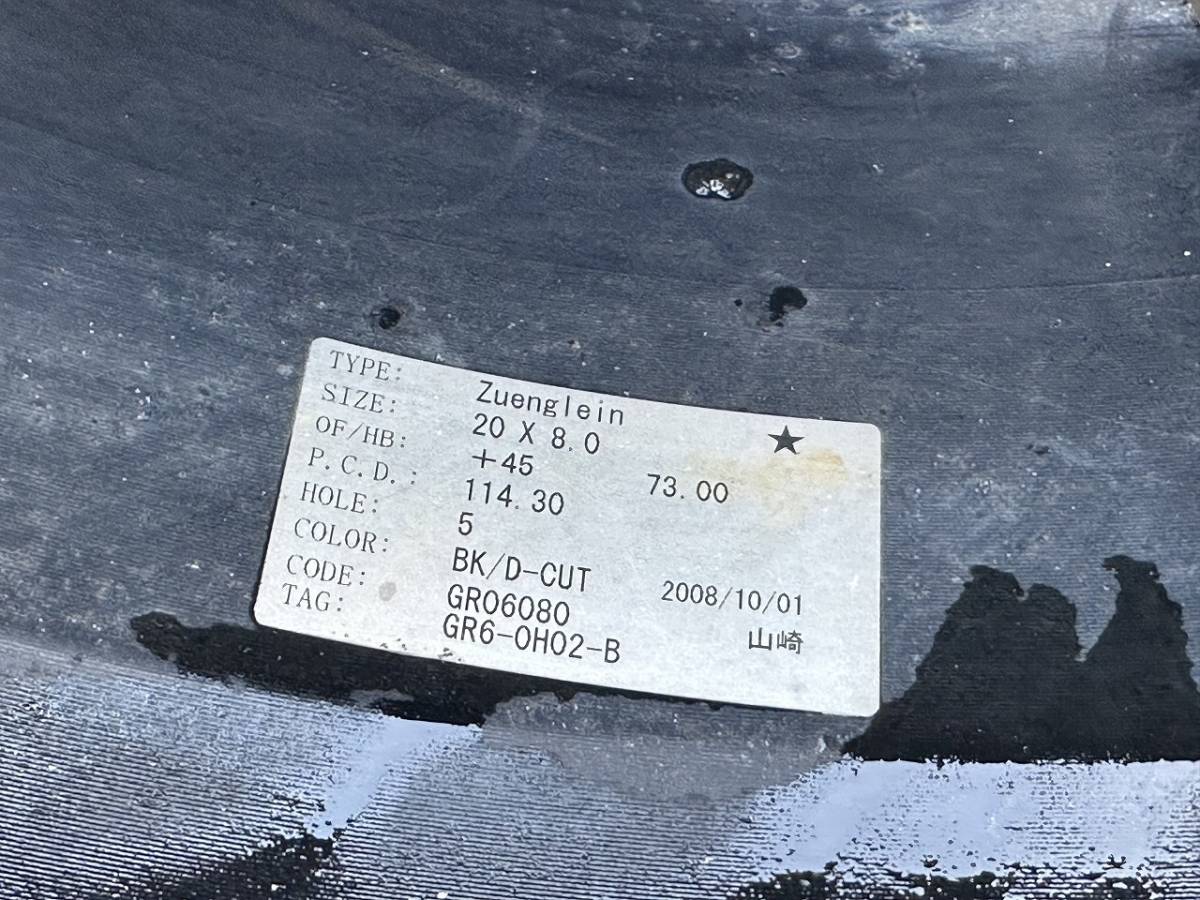 TYPE: Zuenglein ★
SIZE: 20 X 8.0
OF/HB: +45 73.00
P.C.D.: 114.30
HOLE: 5
COLOR: BK/D-CUT 2008/10/01
CODE: GR06080 山崎
TAG: GR6-OH02-B